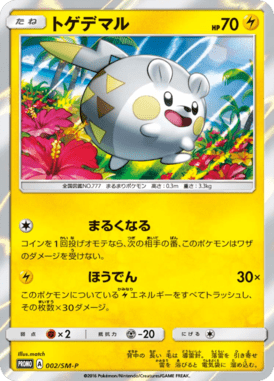 たね トゲデマル HP 70
全国図鑑NO.777 まるまりポケモン 高さ:0.3m 重さ:3.3kg
まるくなる
コインを1回投げオモテなら、次の相手の番、このポケモンはワザの
ダメージを受けない。
ほうでん 30×
このポケモンについているエネルギーをすべてトラッシュし、
その枚数×30ダメージ。
弱点 ×2 抵抗力 -20 にげる
Illus.match
PROMO A 002/SM-P
©2016 Pokémon/Nintendo/Creatures/GAME FREAK.